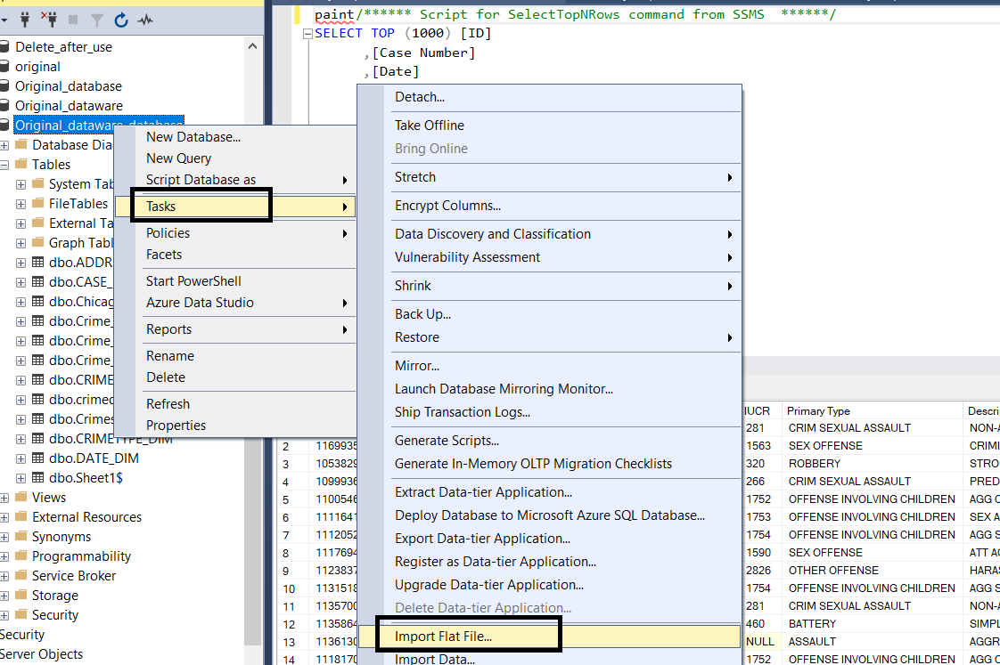 Delete_after_use
original
Original_database
Original_dataware
Original_dataware_database
Database Dia
Tables
System Tab
FileTables
External Ta
Graph Tabl
dbo.ADDR
dbo.CASE_
dbo.Chicag
dbo.Crime_
dbo.Crime_
dbo.Crime_
dbo.CRIME
dbo.crimed
dbo.Crimes
dbo.CRIMETYPE_DIM
dbo.DATE_DIM
dbo.Sheet1$
Views
External Resources
Synonyms
Programmability
Service Broker
Storage
Security
Security
Server Objects
New Database...
New Query
Script Database as
Tasks
Policies
Facets
Start PowerShell
Azure Data Studio
Reports
Rename
Delete
Refresh
Properties
paint/****** Script for SelectTopNRows command from SSMS ******/
SELECT TOP (1000) [ID]
,[Case Number]
,[Date]
Detach...
Take Offline
Bring Online
Stretch
Encrypt Columns...
Data Discovery and Classification
Vulnerability Assessment
Shrink
Back Up...
Restore
Mirror...
Launch Database Mirroring Monitor...
Ship Transaction Logs...
Generate Scripts...
Generate In-Memory OLTP Migration Checklists
Extract Data-tier Application...
Deploy Database to Microsoft Azure SQL Database...
Export Data-tier Application...
Register as Data-tier Application...
Upgrade Data-tier Application...
Delete Data-tier Application...
Import Flat File...
Import Data...
IUCR Primary Type Descri
281 CRIM SEXUAL ASSAULT NON-A
2 1169935 1563 SEX OFFENSE CRIMI
3 1053829 320 ROBBERY STRO
4 1099936 266 CRIM SEXUAL ASSAULT PRED
5 1100546 1752 OFFENSE INVOLVING CHILDREN AGG C
6 1111641 1753 OFFENSE INVOLVING CHILDREN SEX A
7 1112052 1754 OFFENSE INVOLVING CHILDREN AGG S
8 1117694 1590 SEX OFFENSE ATT AG
9 1123837 2826 OTHER OFFENSE HARAS
10 1131518 1754 OFFENSE INVOLVING CHILDREN AGG S
11 1135700 281 CRIM SEXUAL ASSAULT NON-A
12 1135864 460 BATTERY SIMPL
13 1136130 NULL ASSAULT AGGR
14 1118170 1752 OFFENSE INVOLVING CHILDREN AGG C